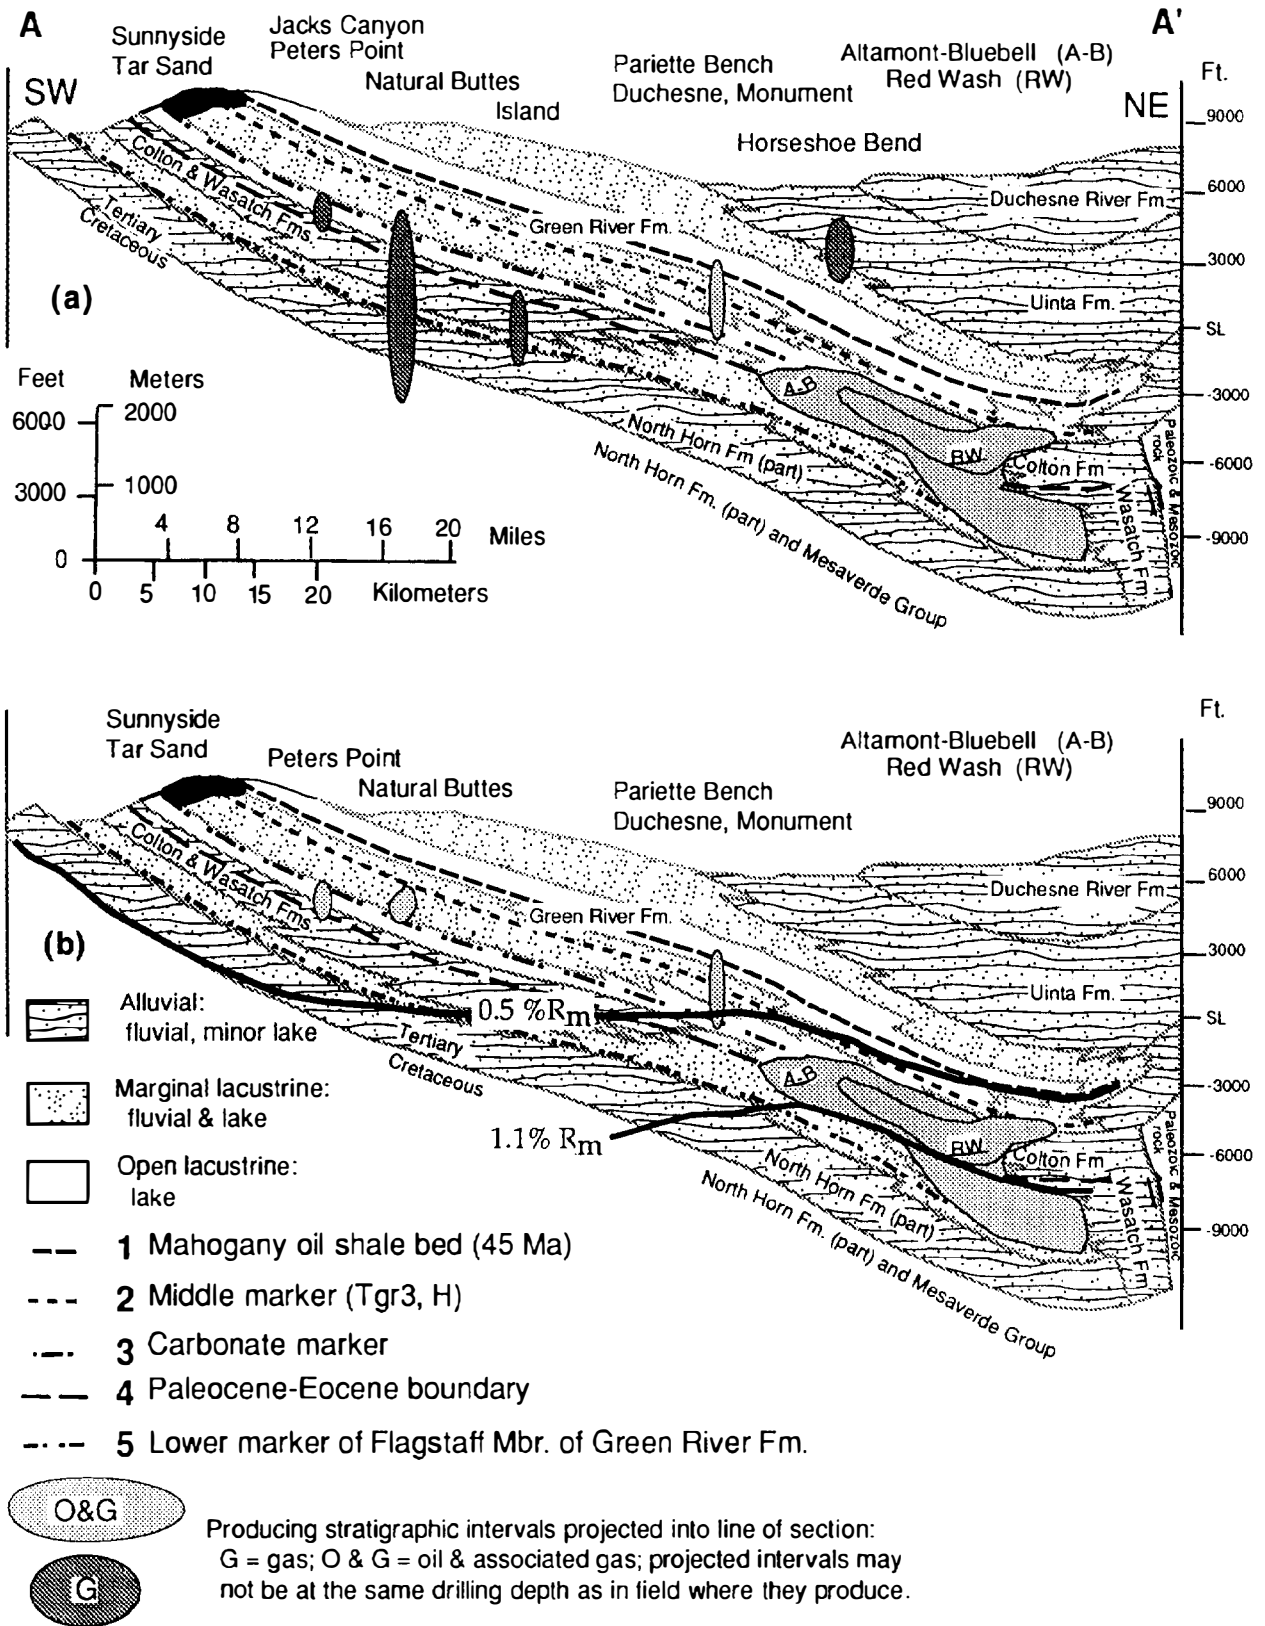 A
A'
Sunnyside
Tar Sand
Jacks Canyon
Peters Point
Natural Buttes
Island
Pariette Bench
Duchesne, Monument
Altamont-Bluebell (A-B)
Red Wash (RW)
Horseshoe Bend
Ft.
SW
NE
9000
6000
3000
SL
-3000
-6000
-9000
Colton & Wasatch Fms.
Tertiary
Cretaceous
Green River Fm.
Duchesne River Fm.
Uinta Fm.
(a)
A-B
RW
Colton Fm
Wasatch Fm
Paleozoic & Mesozoic
rock
North Horn Fm (part)
North Horn Fm. (part) and Mesaverde Group
Feet
Meters
6000
2000
3000
1000
0
4
8
12
16
20
Miles
0
5
10
15
20
Kilometers
Sunnyside
Tar Sand
Peters Point
Natural Buttes
Pariette Bench
Duchesne, Monument
Altamont-Bluebell (A-B)
Red Wash (RW)
Ft.
9000
6000
3000
SL
-3000
-6000
-9000
Colton & Wasatch Fms
Green River Fm.
Duchesne River Fm.
Uinta Fm.
(b)
0.5 %Rm
Tertiary
Cretaceous
1.1% Rm
A-B
RW
Colton Fm
Wasatch Fm
Paleozoic & Mesozoic
rock
North Horn Fm (part)
North Horn Fm. (part) and Mesaverde Group
Alluvial:
fluvial, minor lake
Marginal lacustrine:
fluvial & lake
Open lacustrine:
lake
1 Mahogany oil shale bed (45 Ma)
2 Middle marker (Tgr3, H)
3 Carbonate marker
4 Paleocene-Eocene boundary
5 Lower marker of Flagstaff Mbr. of Green River Fm.
O&G
G
Producing stratigraphic intervals projected into line of section:
G = gas; O & G = oil & associated gas; projected intervals may
not be at the same drilling depth as in field where they produce.